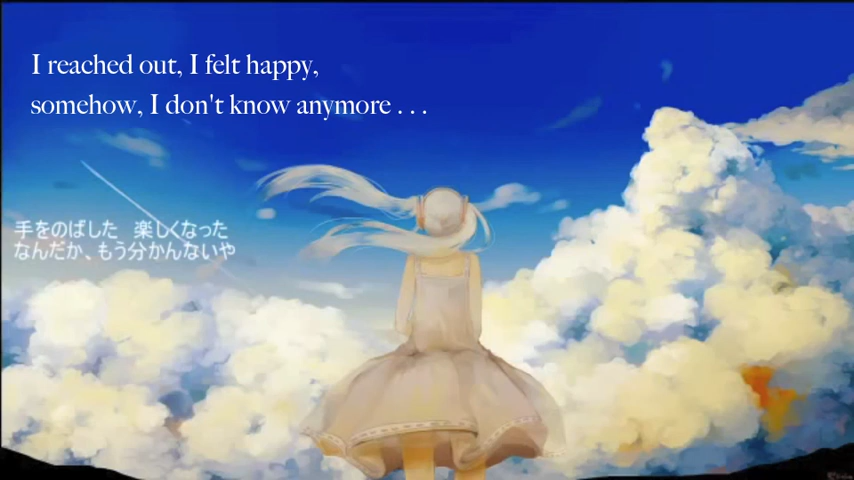 I reached out, I felt happy,
somehow, I don't know anymore . . .
手をのばした 楽しくなった
なんだか、もう分かんないや